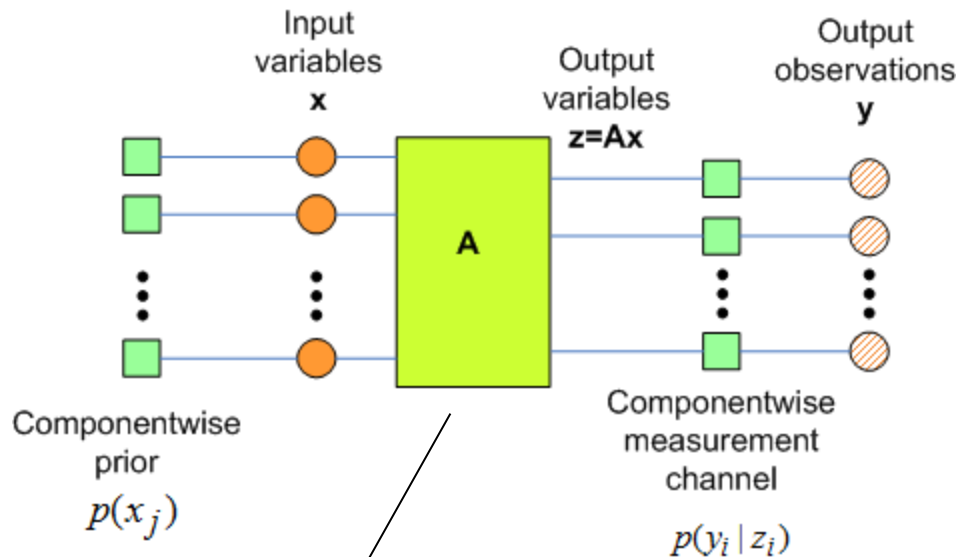 Input
variables
x
Output
variables
z=Ax
Output
observations
y
A
Componentwise
prior
p(x_j)
Componentwise
measurement
channel
p(y_i | z_i)